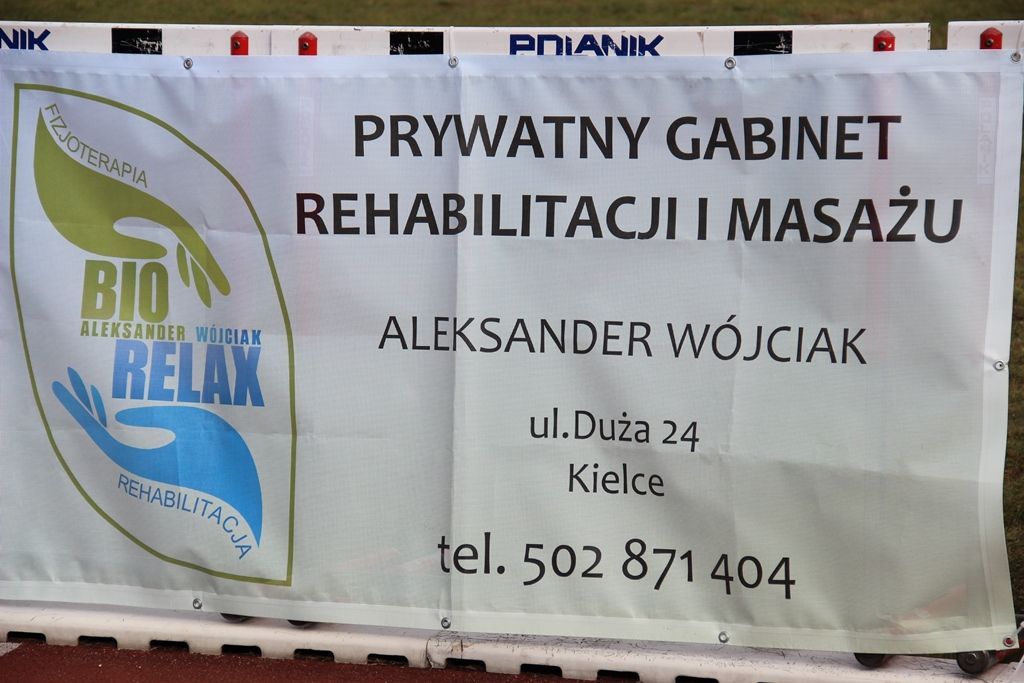 NIK
POJANIK
FIZJOTERAPIA
BIO
ALEKSANDER WÓJCIAK
RELAX
REHABILITACJA
PRYWATNY GABINET
REHABILITACJI I MASAŻU
ALEKSANDER WÓJCIAK
ul.Duża 24
Kielce
tel. 502 871 404